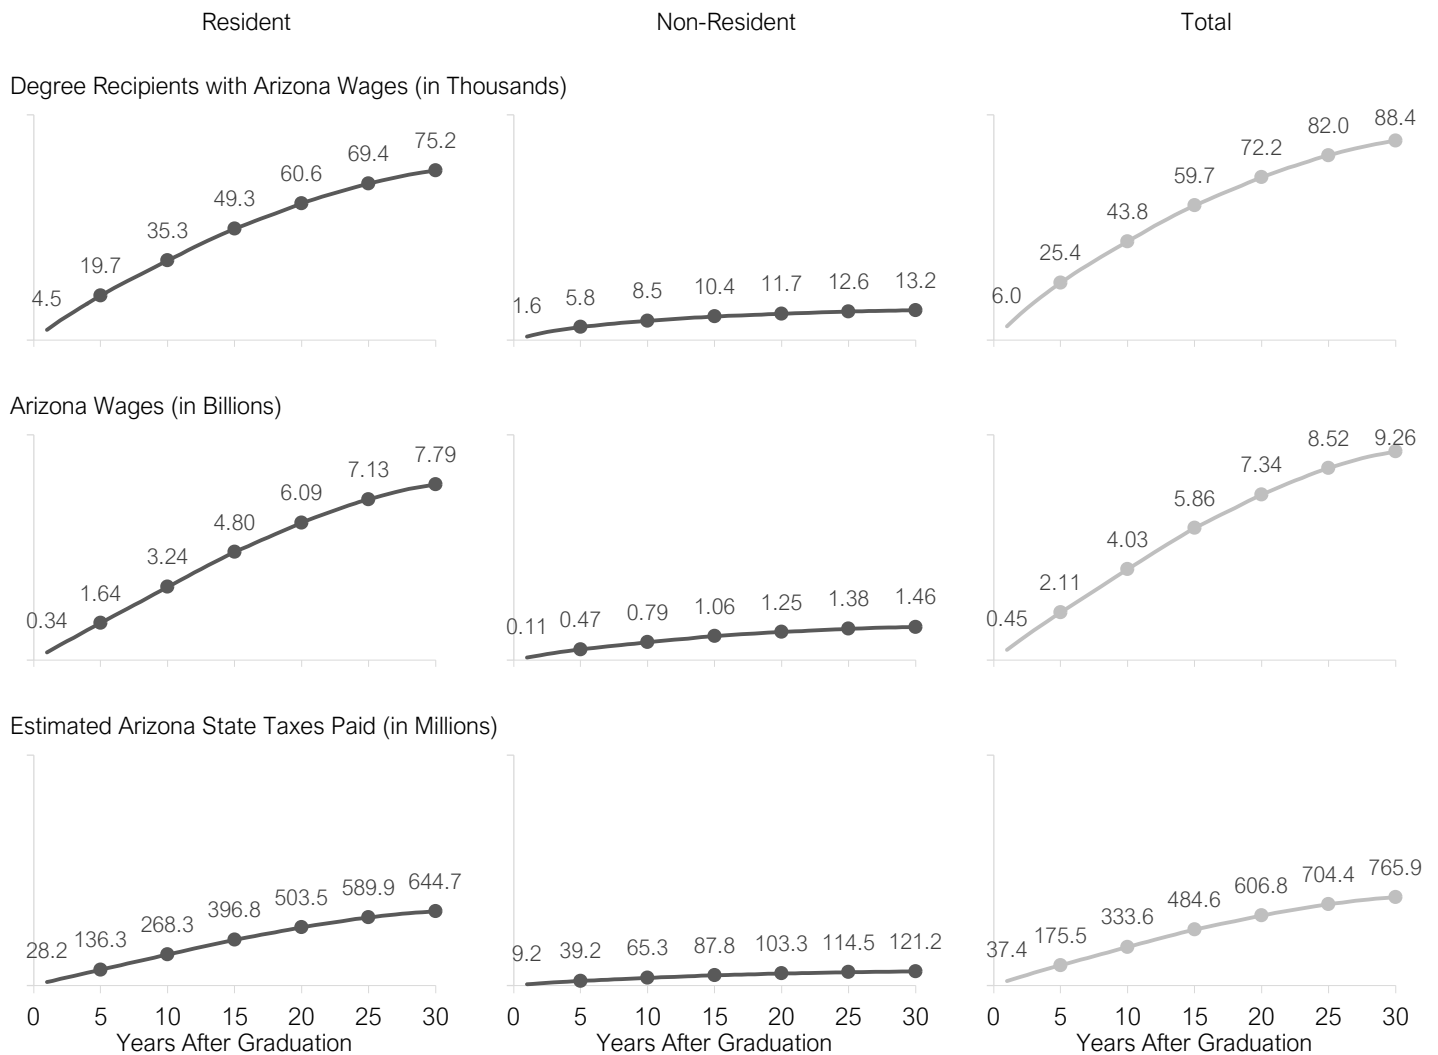 Resident Non-Resident Total
Degree Recipients with Arizona Wages (in Thousands)
4.5 19.7 35.3 49.3 60.6 69.4 75.2
1.6 5.8 8.5 10.4 11.7 12.6 13.2
6.0 25.4 43.8 59.7 72.2 82.0 88.4
Arizona Wages (in Billions)
0.34 1.64 3.24 4.80 6.09 7.13 7.79
0.11 0.47 0.79 1.06 1.25 1.38 1.46
0.45 2.11 4.03 5.86 7.34 8.52 9.26
Estimated Arizona State Taxes Paid (in Millions)
28.2 136.3 268.3 396.8 503.5 589.9 644.7
9.2 39.2 65.3 87.8 103.3 114.5 121.2
37.4 175.5 333.6 484.6 606.8 704.4 765.9
0 5 10 15 20 25 30 0 5 10 15 20 25 30 0 5 10 15 20 25 30
Years After Graduation Years After Graduation Years After Graduation